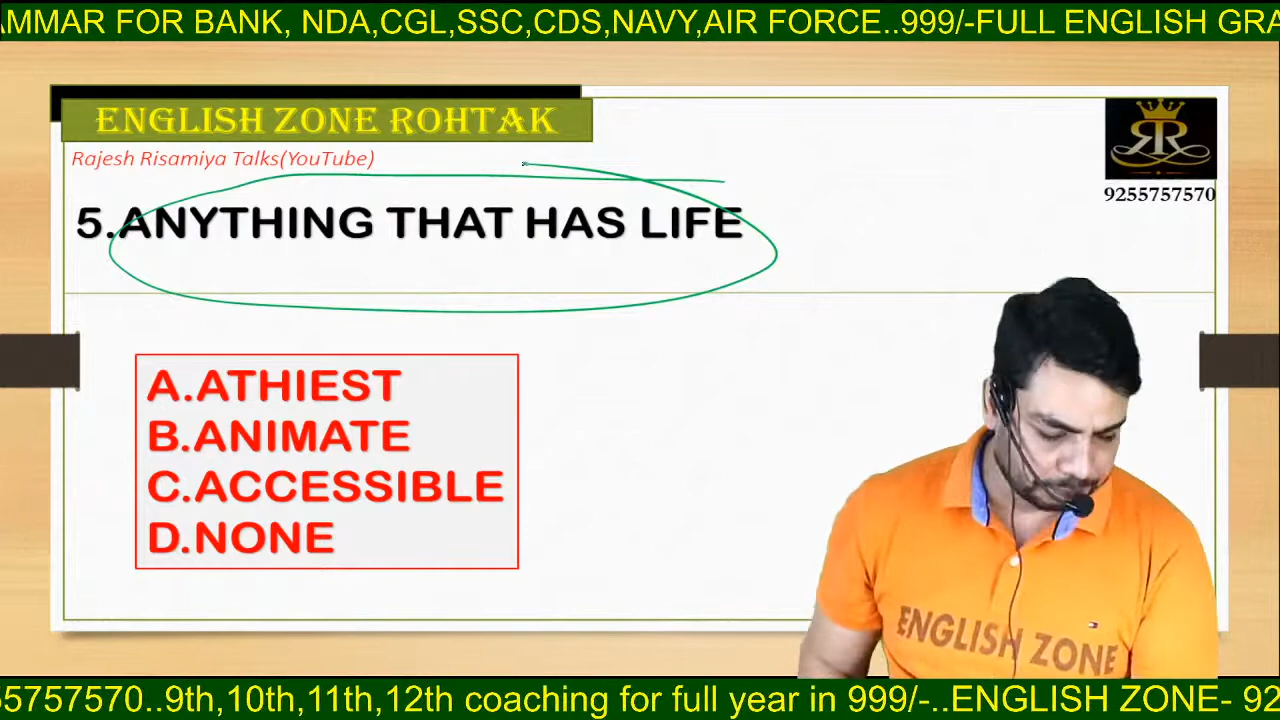 AMMAR FOR BANK, NDA,CGL,SSC,CDS,NAVY,AIR FORCE..999/-FULL ENGLISH GRA
ENGLISH ZONE ROHTAK
Rajesh Risamiya Talks(YouTube)
RR
9255757570
5.ANYTHING THAT HAS LIFE
A.ATHIEST
B.ANIMATE
C.ACCESSIBLE
D.NONE
ENGLISH ZONE
55757570..9th,10th,11th,12th coaching for full year in 999/-..ENGLISH ZONE- 92